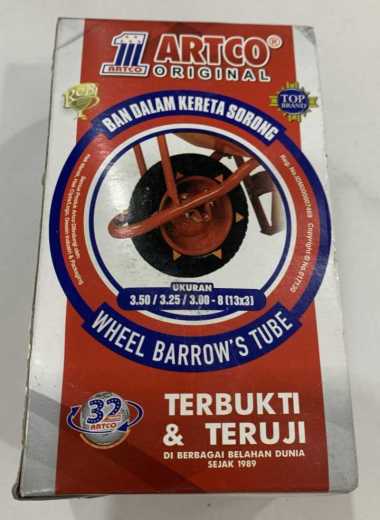 1
ARTCO
ARTCO®
ORIGINAL
TOP
BRAND
BAN DALAM KERETA SORONG
UKURAN
3.50 / 3.25 / 3.00 - 8 (13x3)
WHEEL BARROW'S TUBE
32
ARTCO
TERBUKTI
& TERUJI
DI BERBAGAI BELAHAN DUNIA
SEJAK 1989